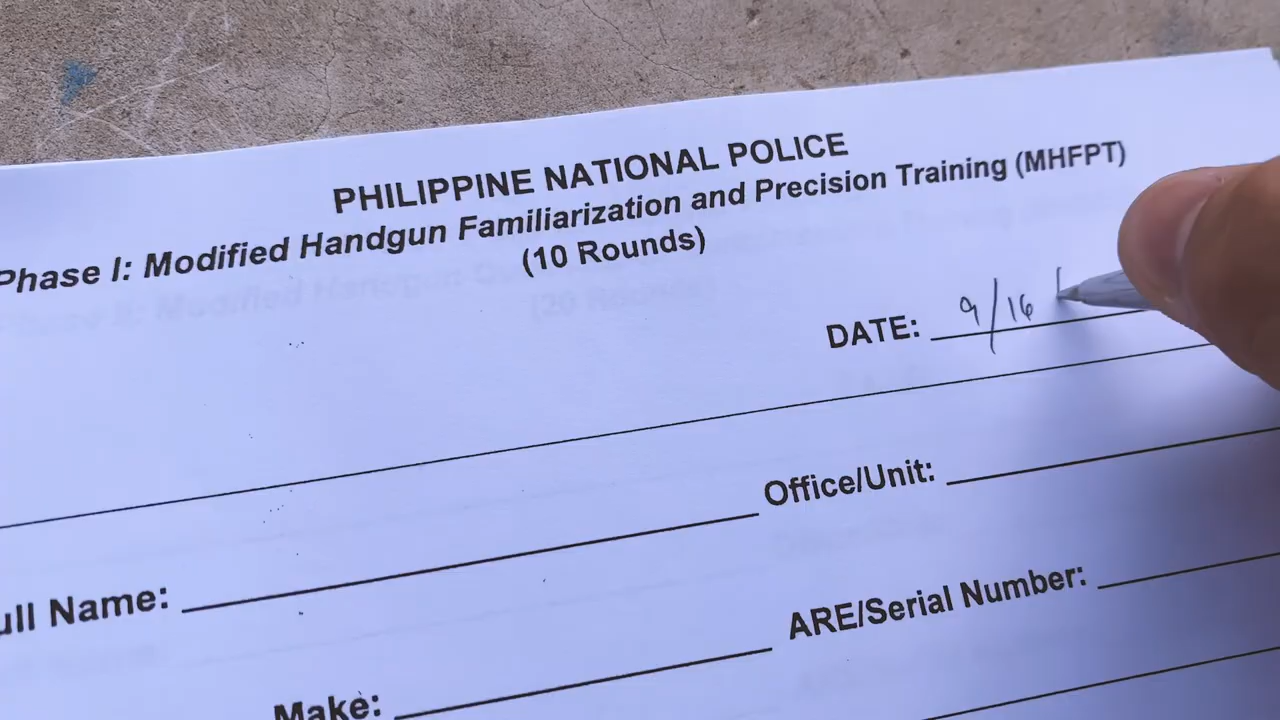 PHILIPPINE NATIONAL POLICE
Phase I: Modified Handgun Familiarization and Precision Training (MHFPT)
(10 Rounds)
DATE: 9/16
Office/Unit:
ull Name:
ARE/Serial Number:
Make: